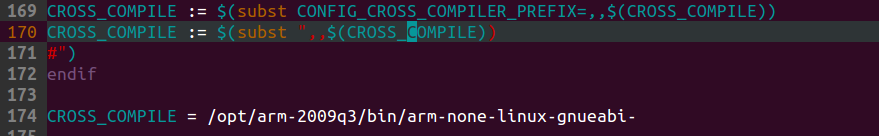 169 CROSS_COMPILE := $(subst CONFIG_CROSS_COMPILER_PREFIX=,,$(CROSS_COMPILE))
170 CROSS_COMPILE := $(subst ",,$(CROSS_COMPILE))
171 #")
172 endif
173
174 CROSS_COMPILE = /opt/arm-2009q3/bin/arm-none-linux-gnueabi-